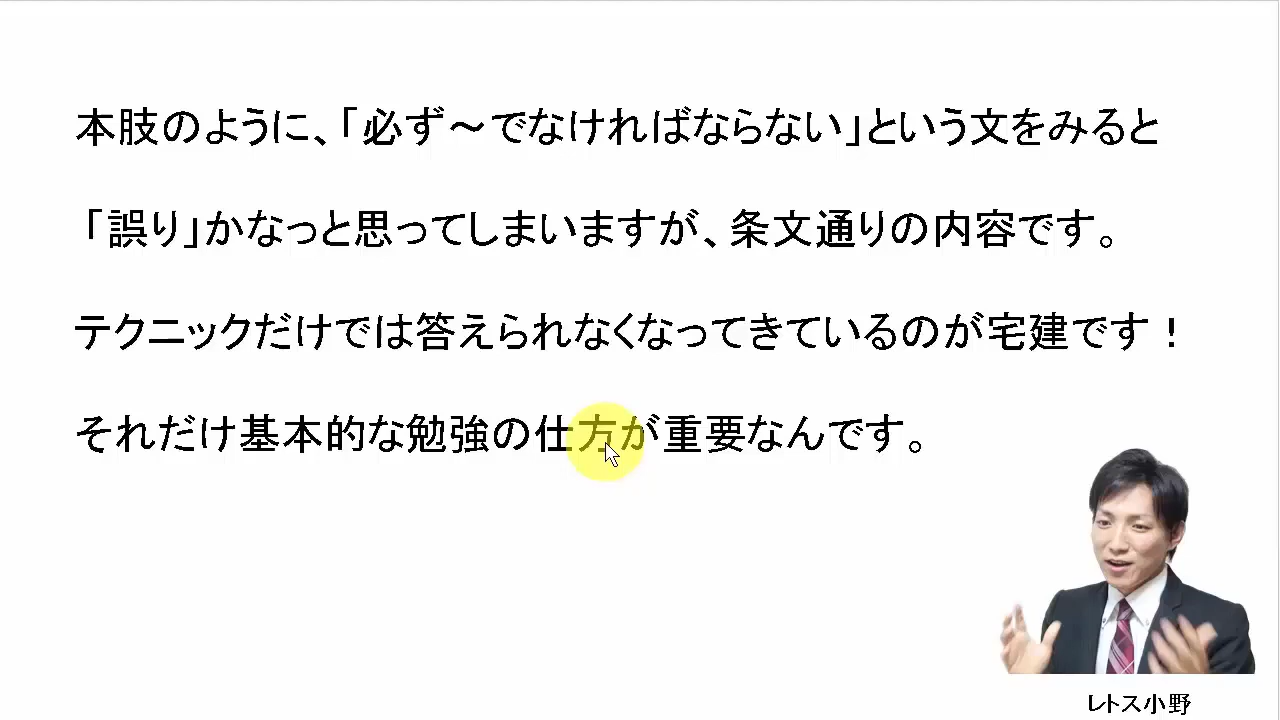 本肢のように、「必ず～でなければならない」という文をみると
「誤り」かなっと思ってしまいますが、条文通りの内容です。
テクニックだけでは答えられなくなってきているのが宅建です！
それだけ基本的な勉強の仕方が重要なんです。
レトス小野